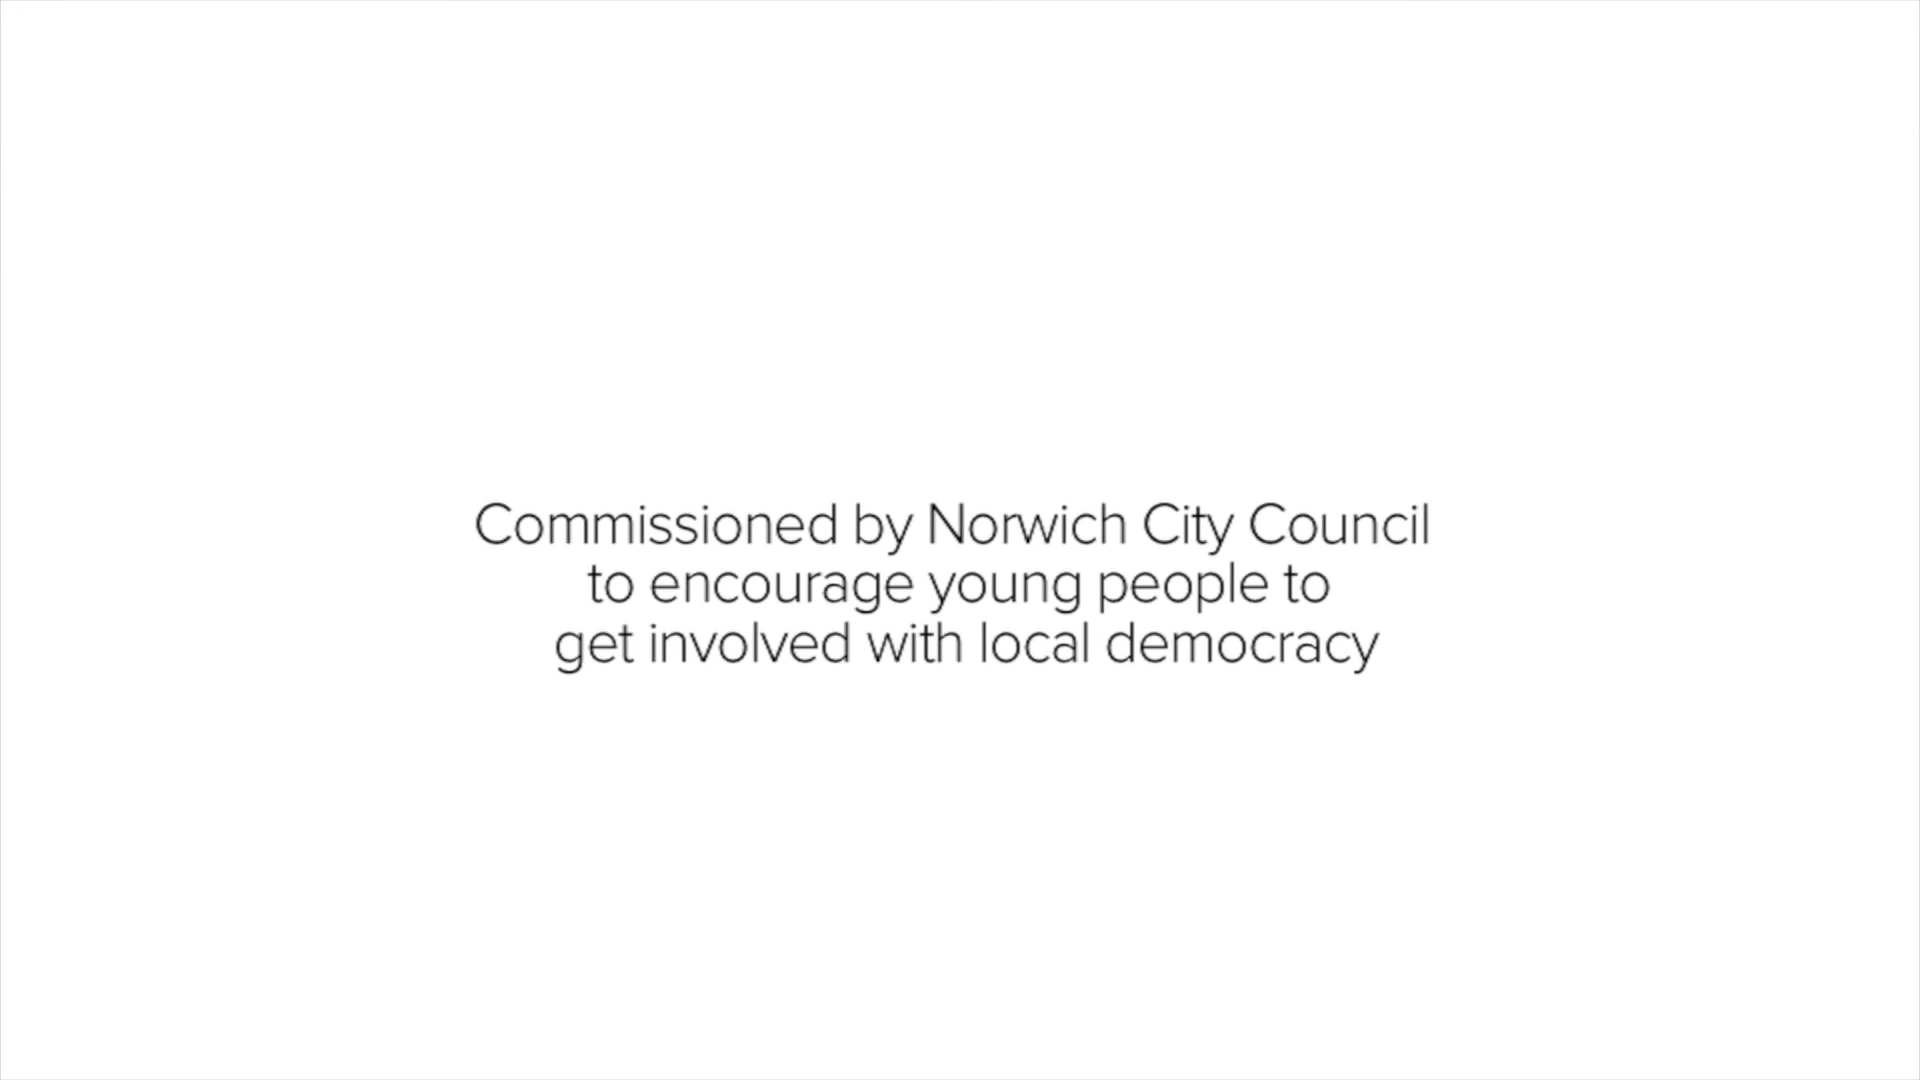 Commissioned by Norwich City Council
to encourage young people to
get involved with local democracy